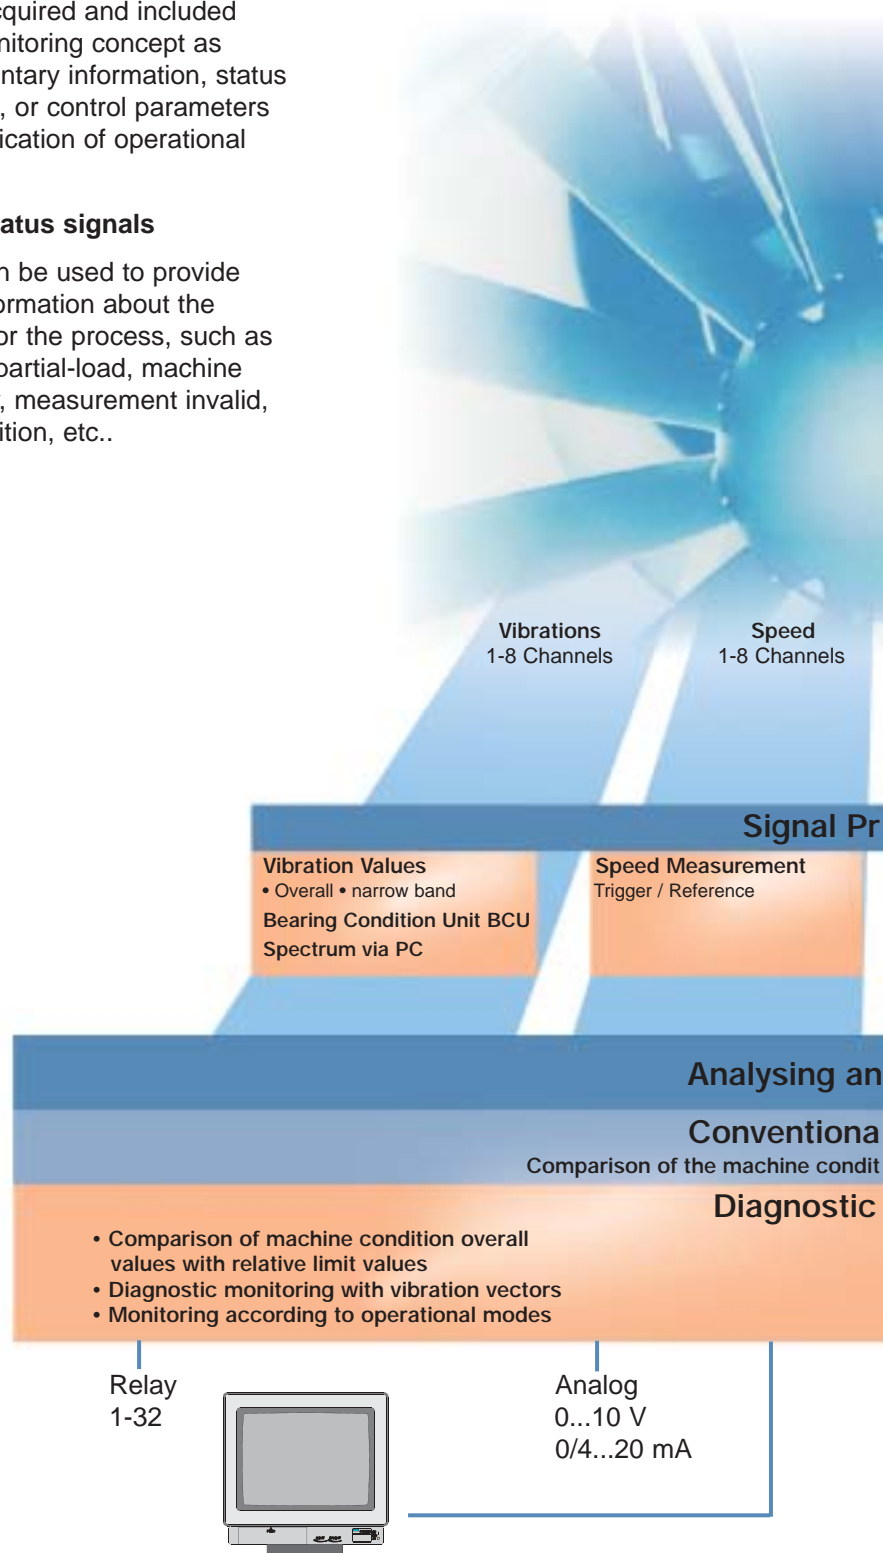 cquired and included
nitoring concept as
ntary information, status
, or control parameters
ication of operational
atus signals
n be used to provide
ormation about the
or the process, such as
partial-load, machine
, measurement invalid,
ition, etc..
Vibrations
1-8 Channels
Speed
1-8 Channels
Signal Pr
Vibration Values
• Overall • narrow band
Bearing Condition Unit BCU
Spectrum via PC
Speed Measurement
Trigger / Reference
Analysing an
Conventiona
Comparison of the machine condit
Diagnostic
• Comparison of machine condition overall
values with relative limit values
• Diagnostic monitoring with vibration vectors
• Monitoring according to operational modes
Relay
1-32
Analog
0...10 V
0/4...20 mA